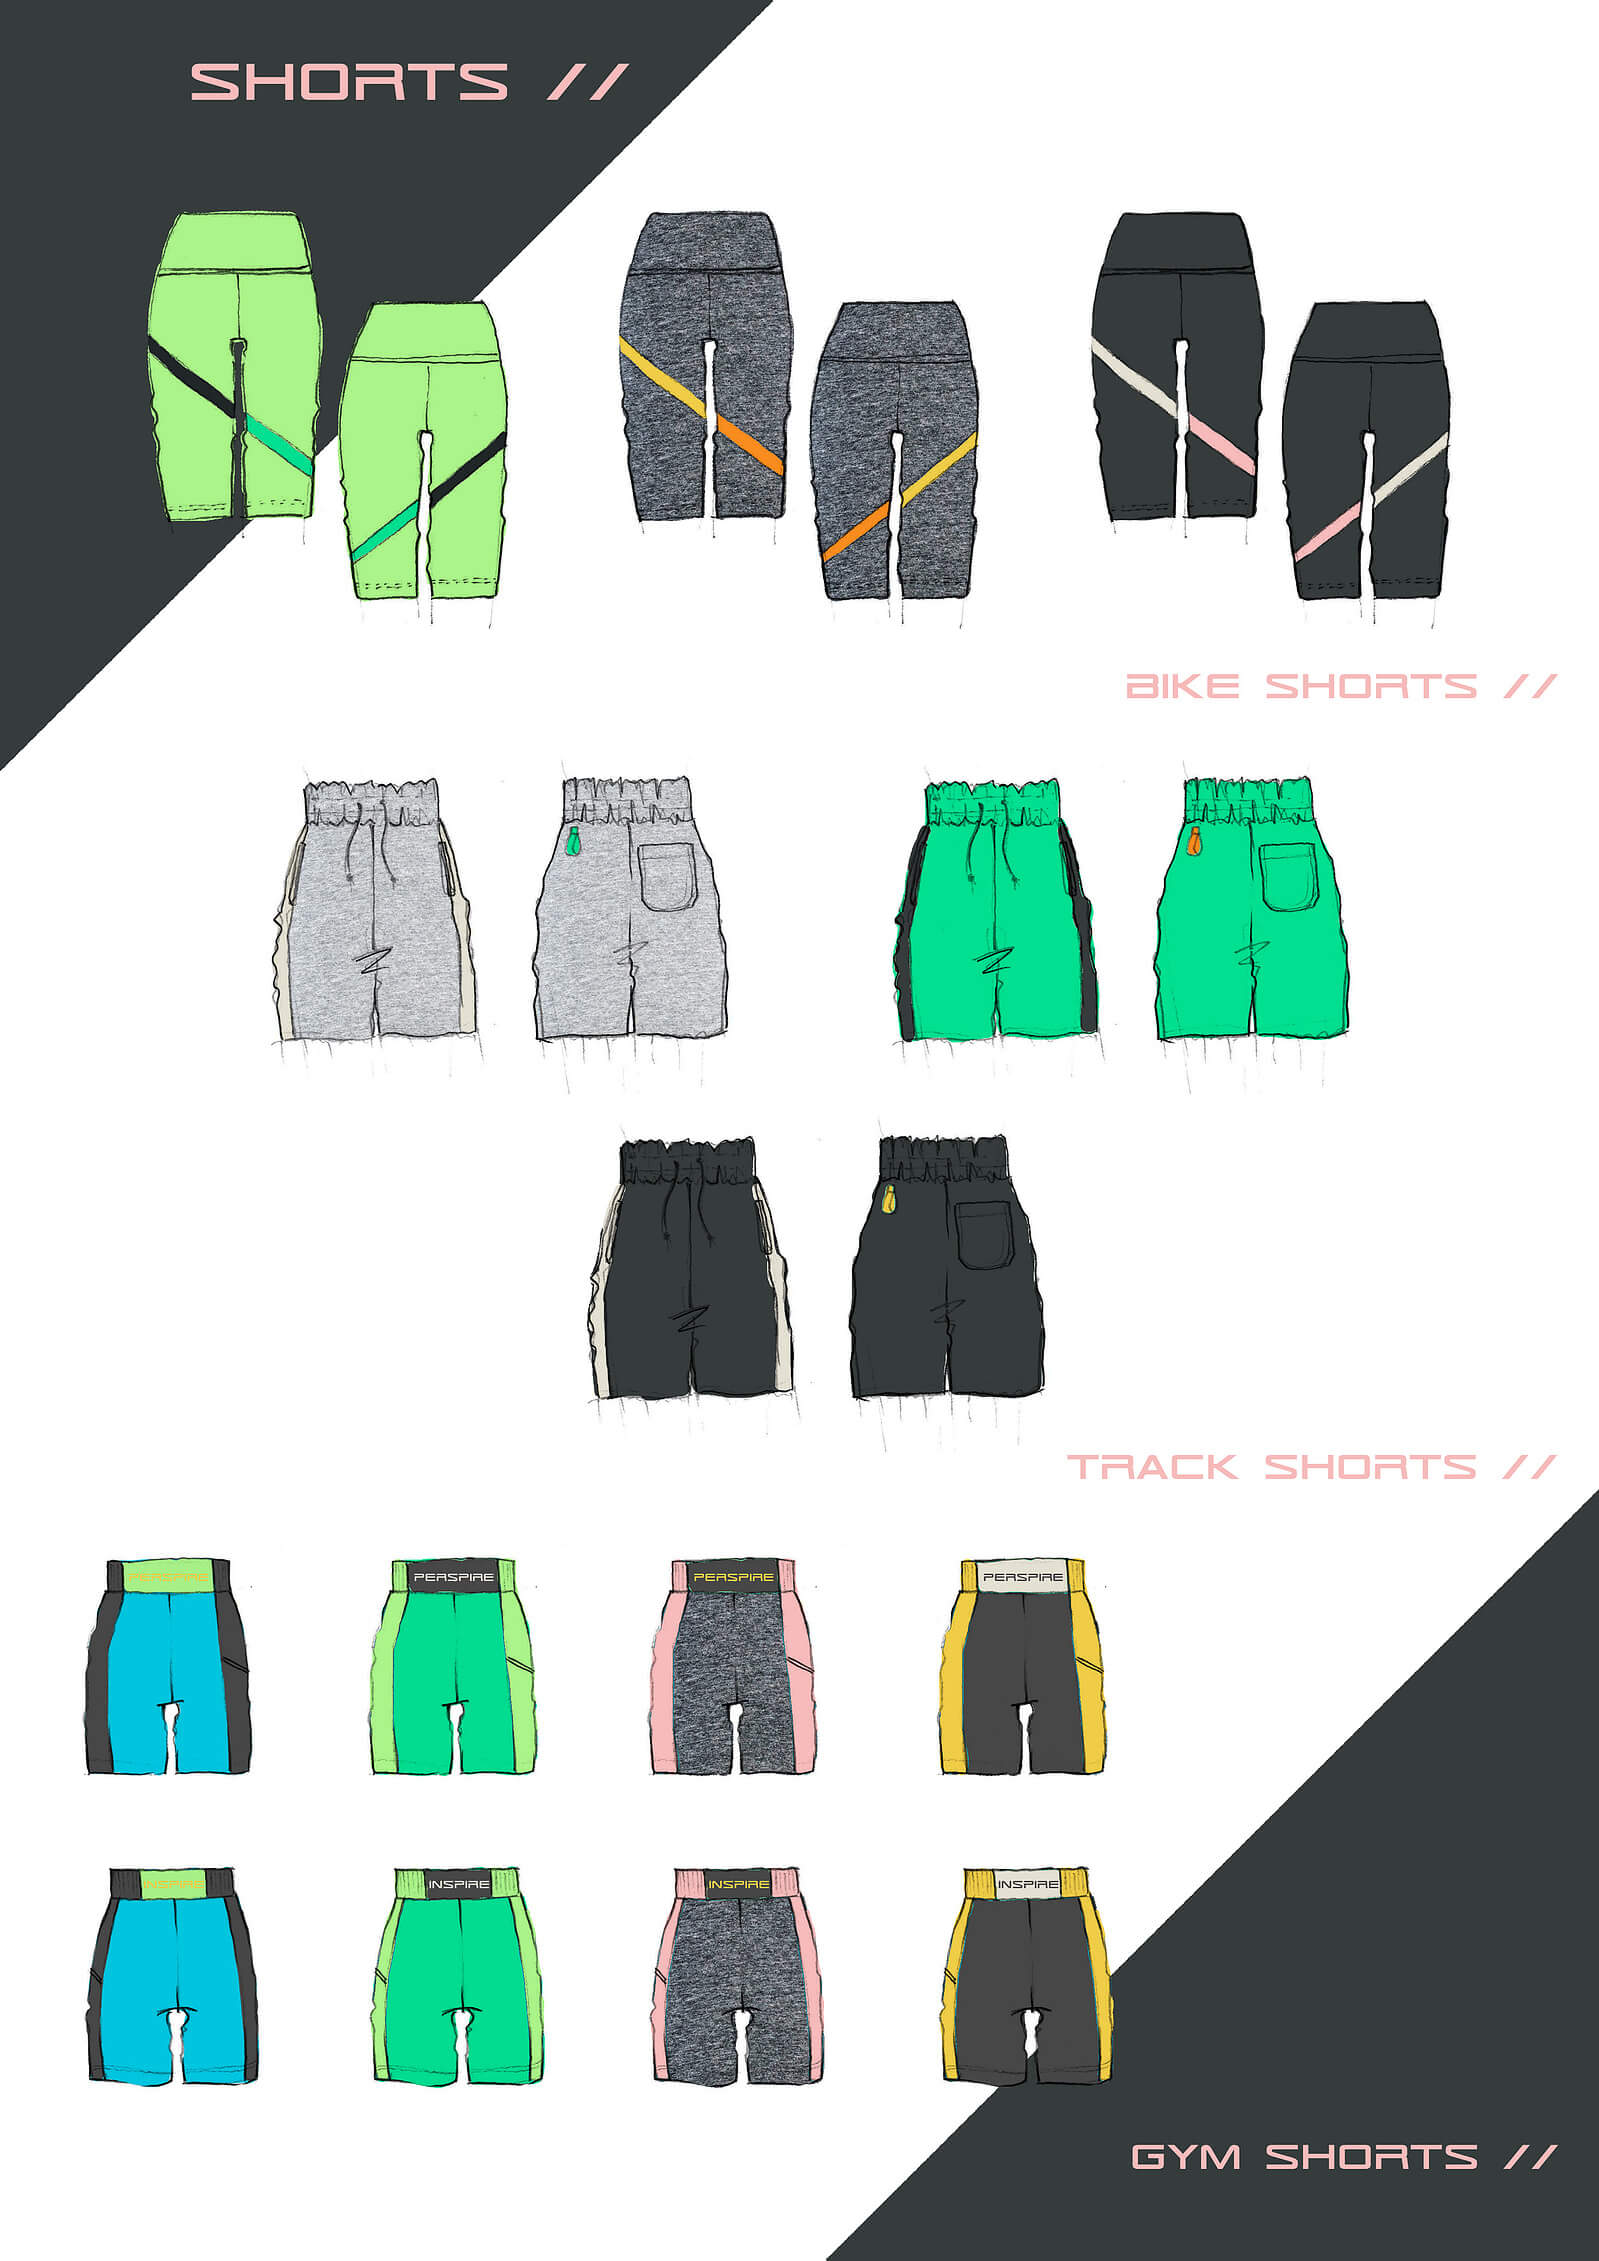 SHORTS //
BIKE SHORTS //
TRACK SHORTS //
PERSPIRE
PERSPIRE
PERSPIRE
PERSPIRE
INSPIRE
INSPIRE
INSPIRE
INSPIRE
GYM SHORTS //